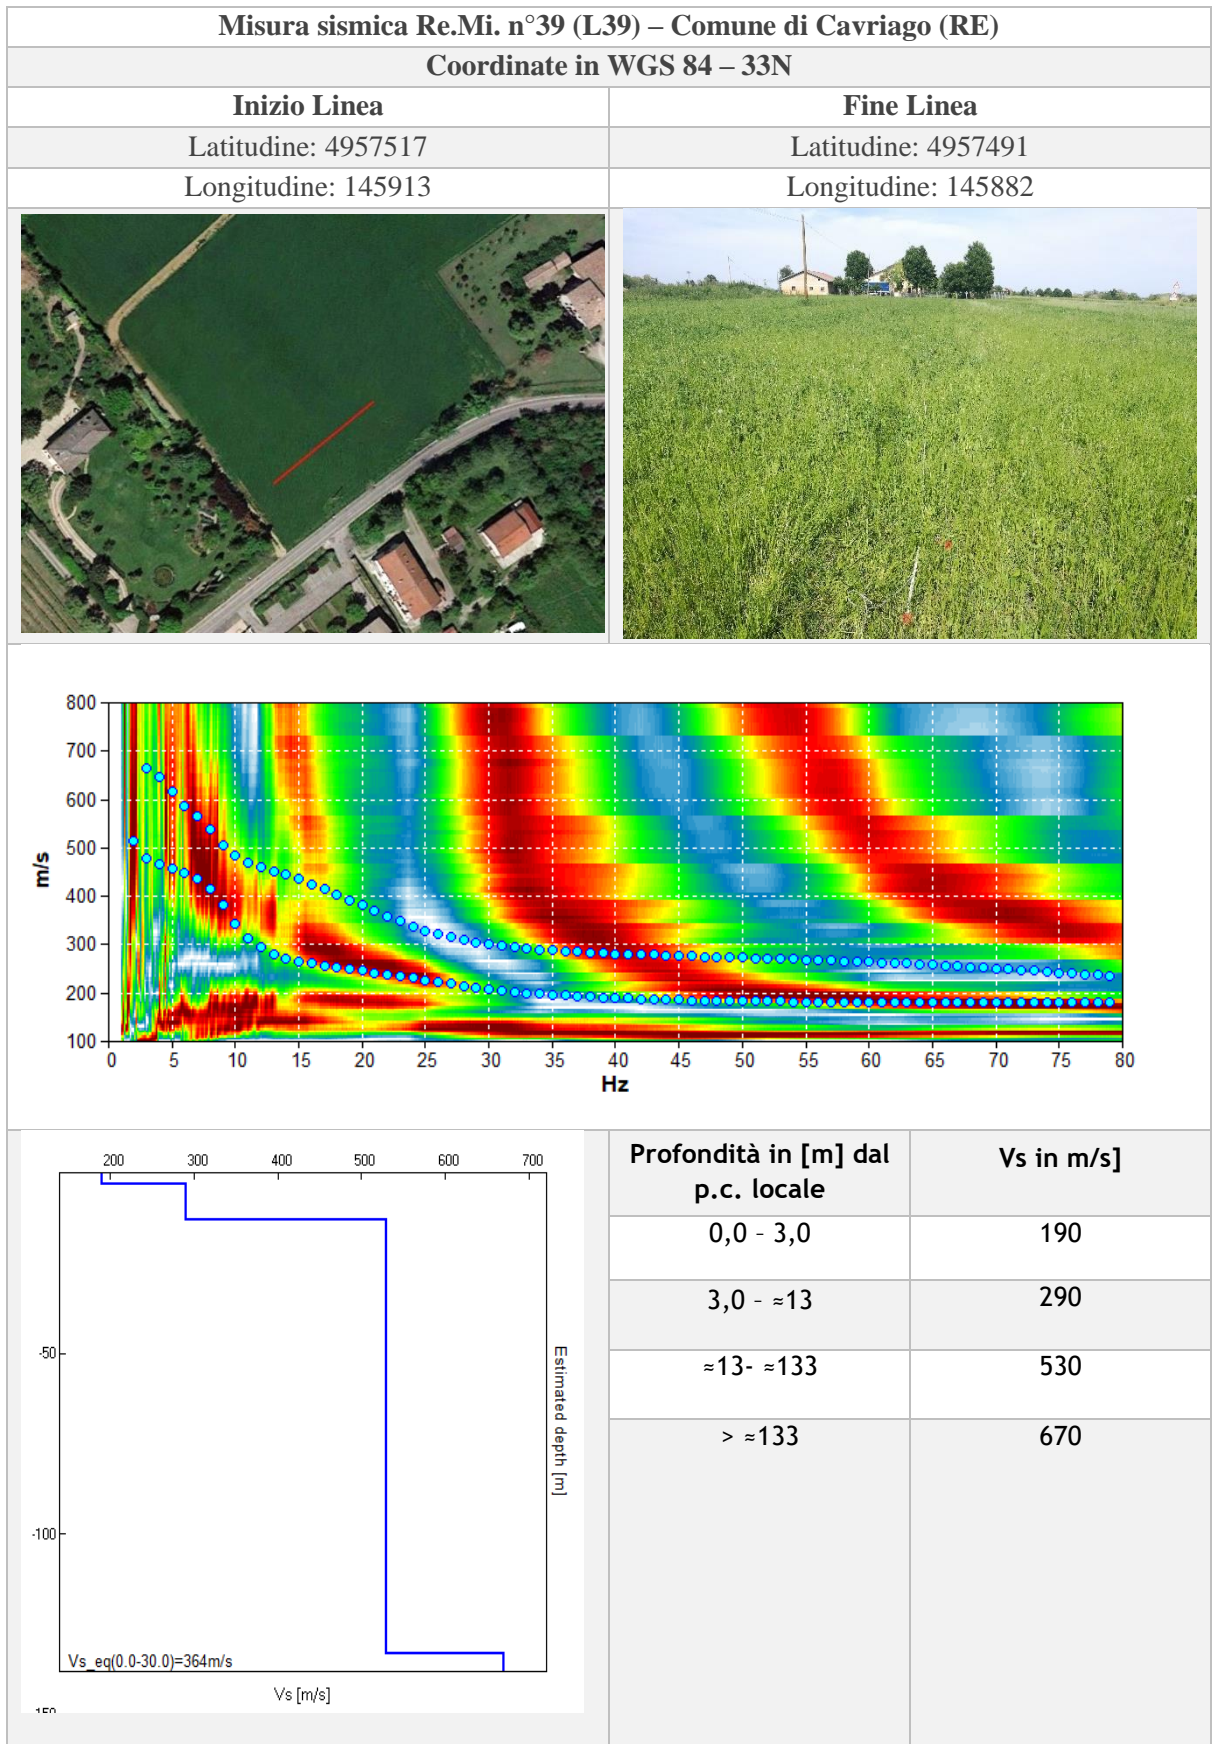 Misura sismica Re.Mi. n°39 (L39) – Comune di Cavriago (RE)
Coordinate in WGS 84 – 33N
Inizio Linea
Fine Linea
Latitudine: 4957517
Latitudine: 4957491
Longitudine: 145913
Longitudine: 145882
800
700
600
500
400
300
200
100
m/s
0 5 10 15 20 25 30 35 40 45 50 55 60 65 70 75 80
Hz
200 300 400 500 600 700
-50
-100
Estimated depth [m]
Vs_eq(0.0-30.0)=364m/s
Vs [m/s]
Profondità in [m] dal
p.c. locale
Vs in m/s]
0,0 – 3,0
190
3,0 – ≈13
290
≈13- ≈133
530
> ≈133
670